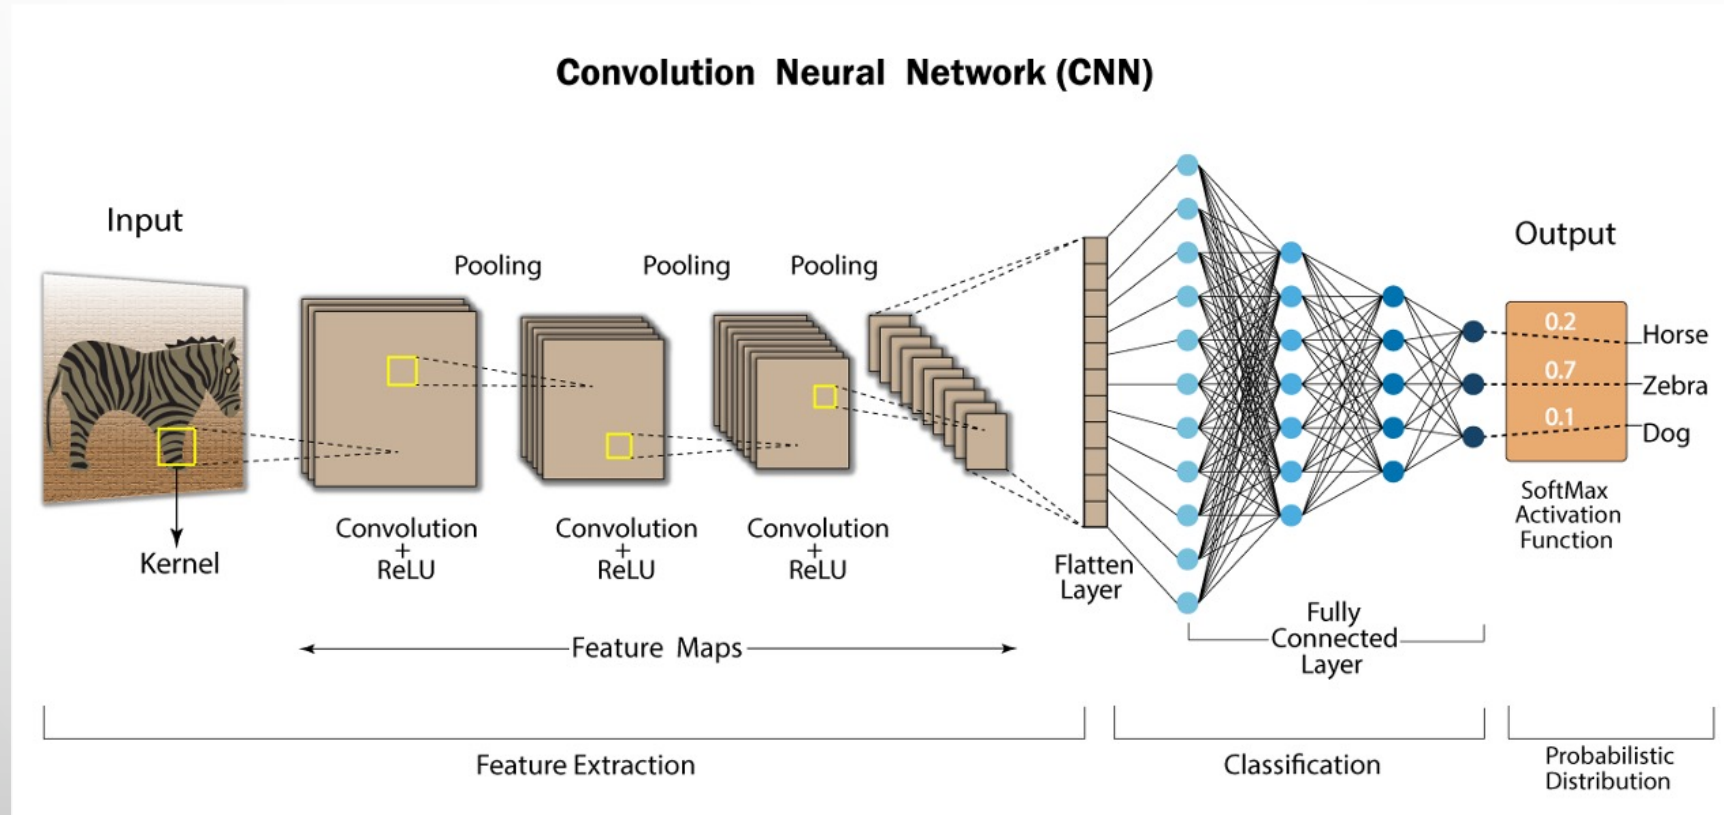 Convolution Neural Network (CNN)
Input
Pooling
Pooling
Pooling
Output
0.2
Horse
0.7
Zebra
0.1
Dog
Kernel
Convolution
+
ReLU
Convolution
+
ReLU
Convolution
+
ReLU
Flatten
Layer
SoftMax
Activation
Function
Feature Maps
Fully
Connected
Layer
Feature Extraction
Classification
Probabilistic
Distribution